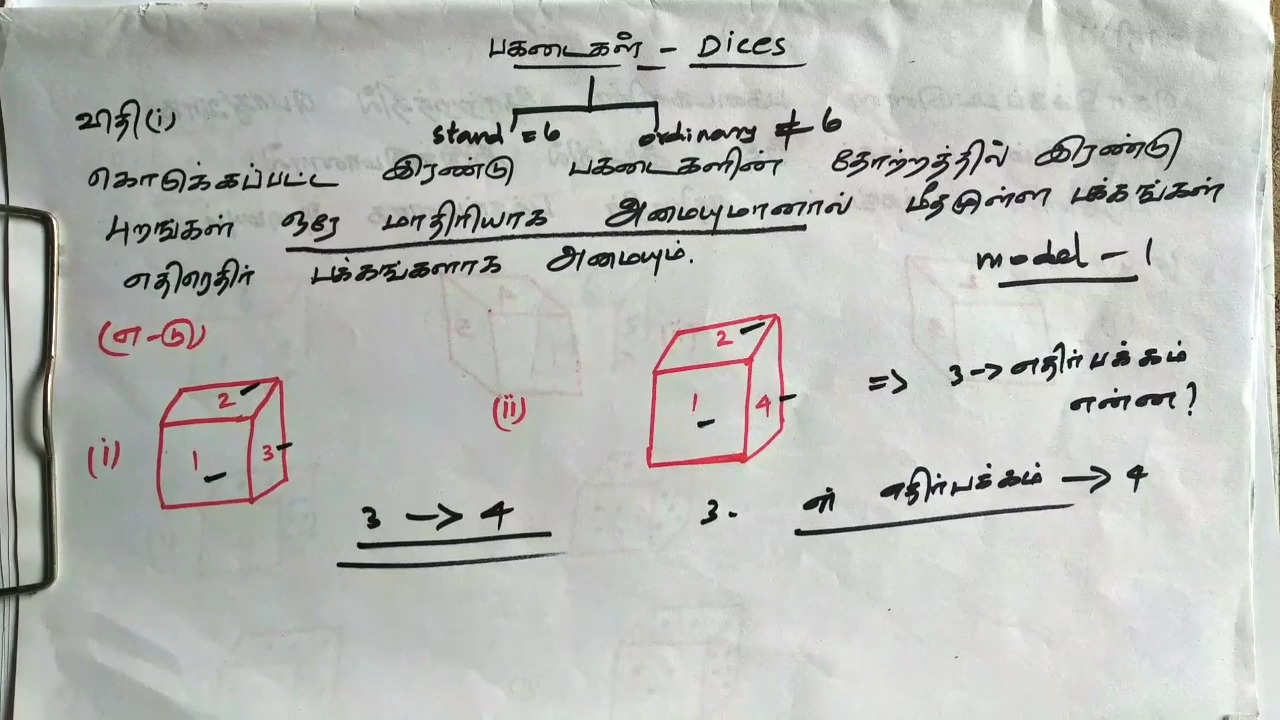 பகடைகள் - Dices
விதி(i)
stand = 6 ordinary ≠ 6
கொடுக்கப்பட்ட இரண்டு பகடைகளின் தோற்றத்தில் இரண்டு
புறங்கள் ஒரே மாதிரியாக அமையுமானால் மீதமுள்ள பக்கங்கள்
எதிரெதிர் பக்கங்களாக அமையும்.
model - 1
(எ-டு)
(i) 2 1 3
(ii) 2 1 4
=> 3 -> எதிர்பக்கம்
என்ன?
3 -> 4
3. ன் எதிர்பக்கம் -> 4